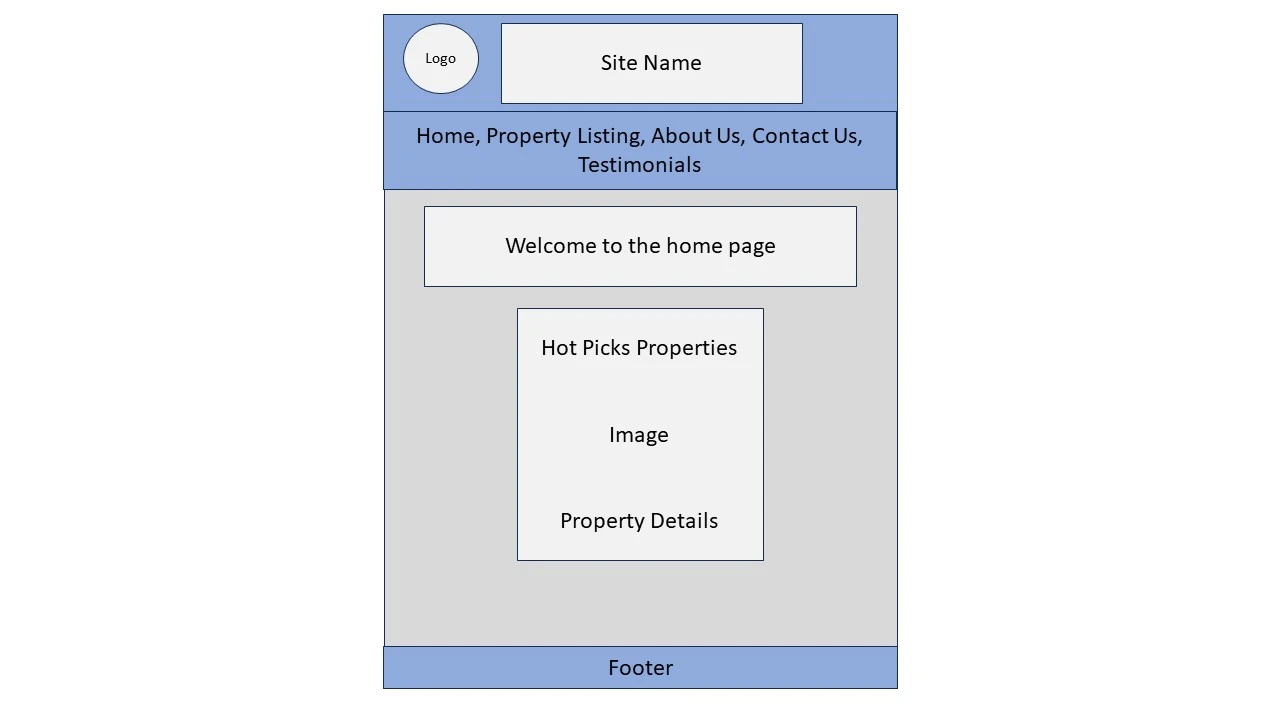 Logo
Site Name
Home, Property Listing, About Us, Contact Us,
Testimonials
Welcome to the home page
Hot Picks Properties
Image
Property Details
Footer